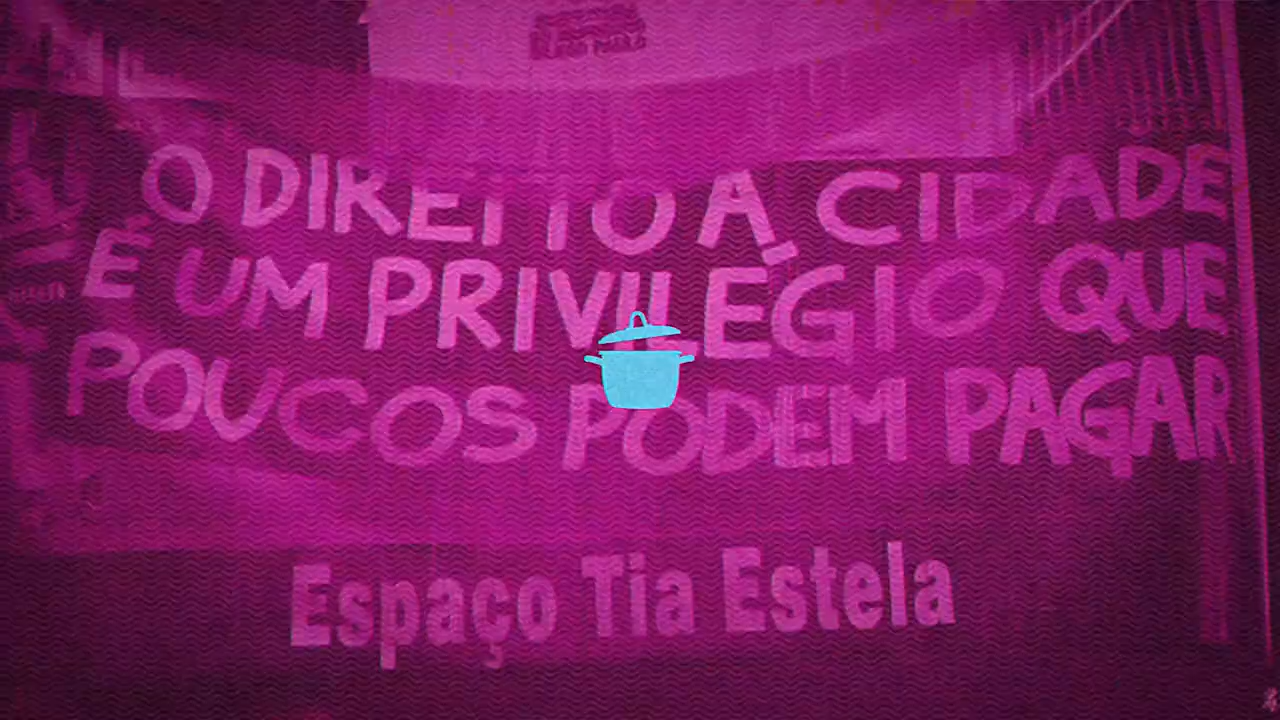 O DIREITO À CIDADE
É UM PRIVILÉGIO QUE
POUCOS PODEM PAGAR
Espaço Tia Estela